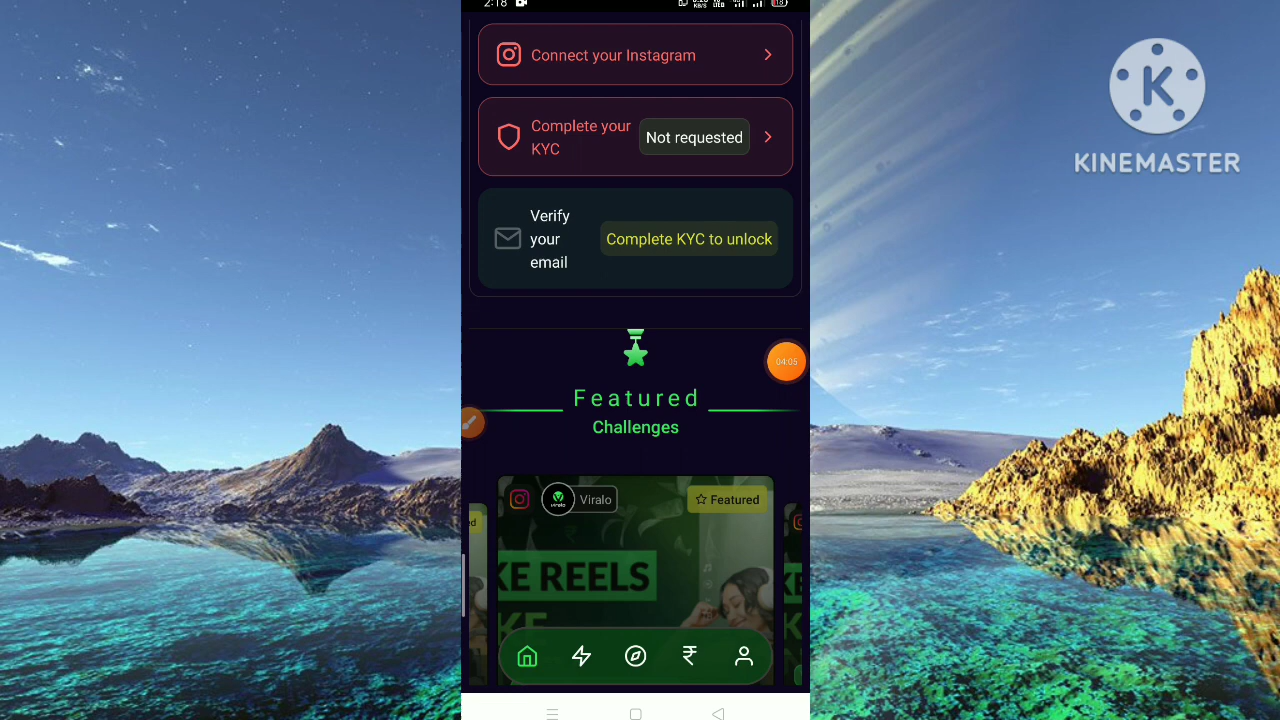 2:18
KINEMASTER
Connect your Instagram
Complete your
KYC
Not requested
Verify
your
email
Complete KYC to unlock
04:05
Featured
Challenges
Viralo
Featured
KE REELS
KE